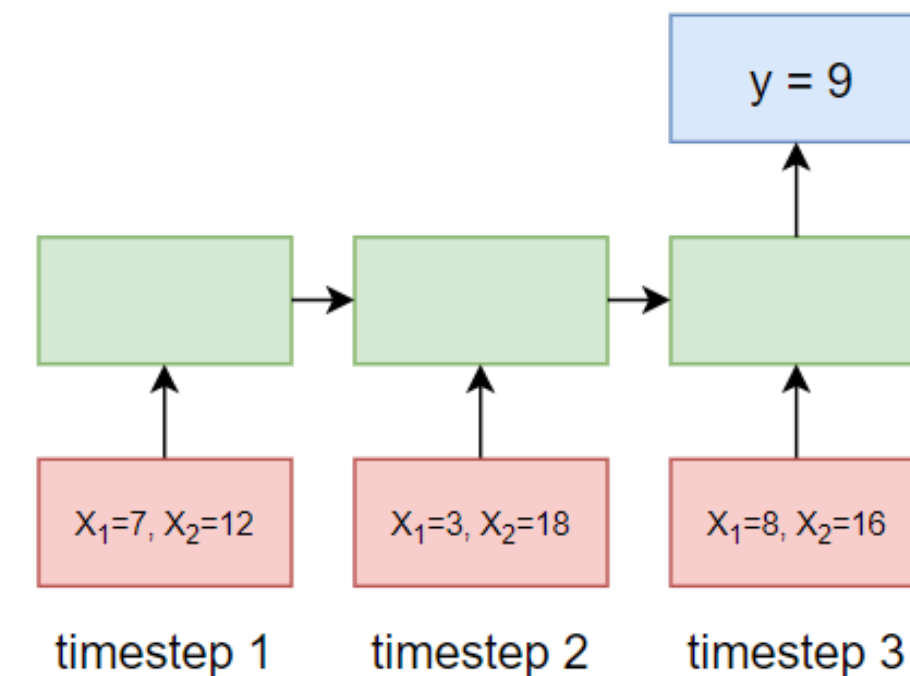 y = 9
X₁=7, X₂=12
X₁=3, X₂=18
X₁=8, X₂=16
timestep 1
timestep 2
timestep 3